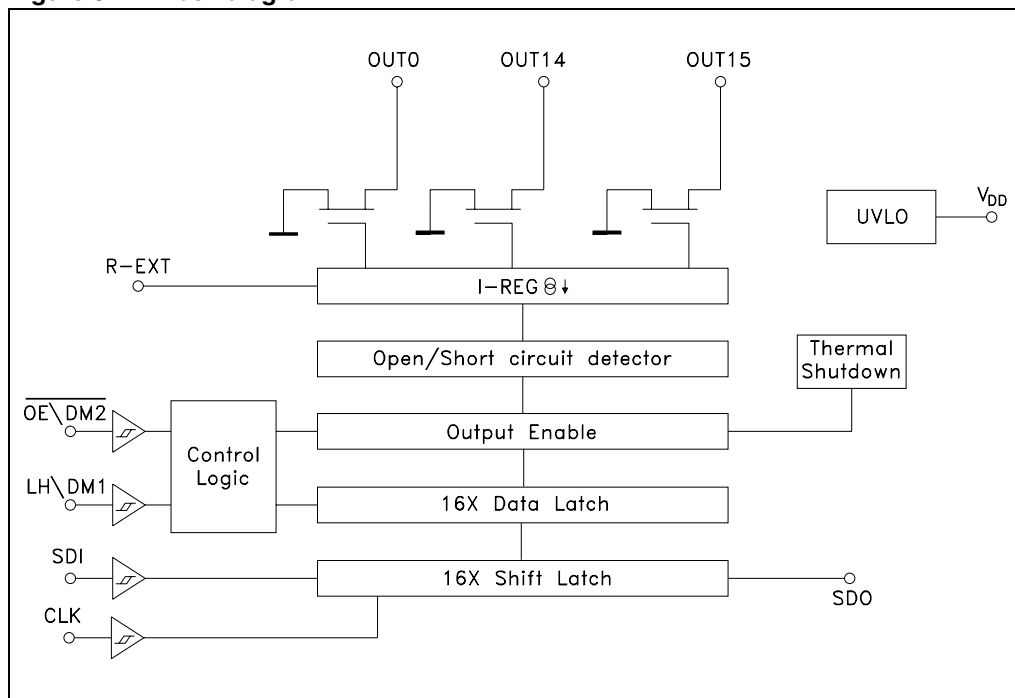 OUT0 OUT14 OUT15
UVLO
VDD
R-EXT
I-REG
Open/Short circuit detector
Thermal
Shutdown
OE\DM2
Output Enable
Control
Logic
LH\DM1
16X Data Latch
SDI
16X Shift Latch
SDO
CLK